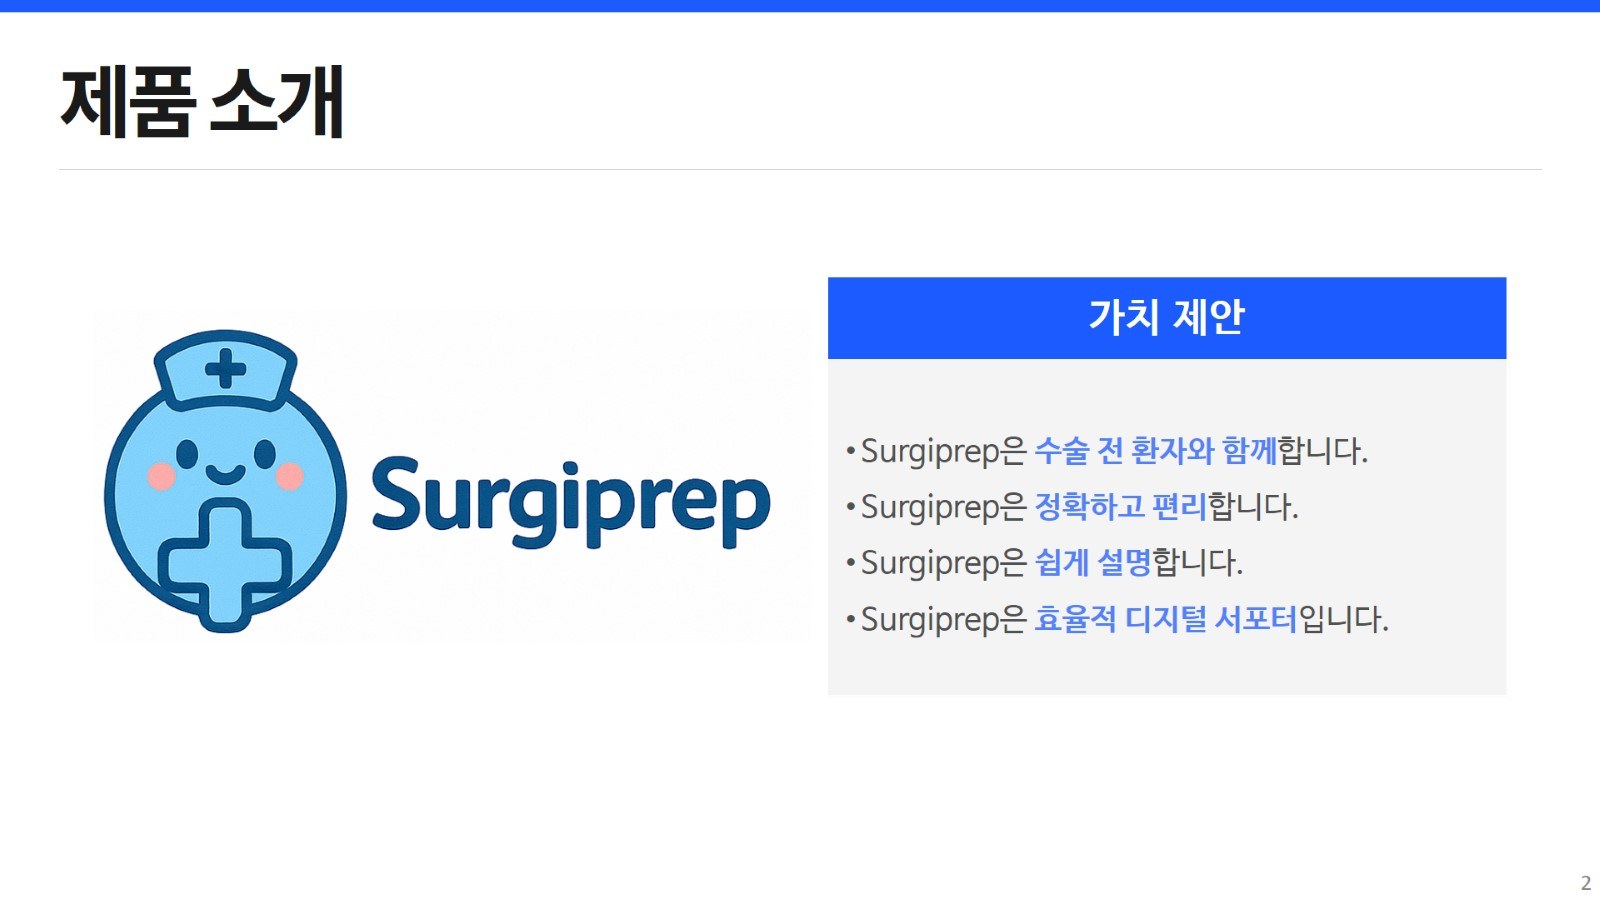 제품 소개
Surgiprep
가치 제안
• Surgiprep은 수술 전 환자와 함께합니다.
• Surgiprep은 정확하고 편리합니다.
• Surgiprep은 쉽게 설명합니다.
• Surgiprep은 효율적 디지털 서포터입니다.
2